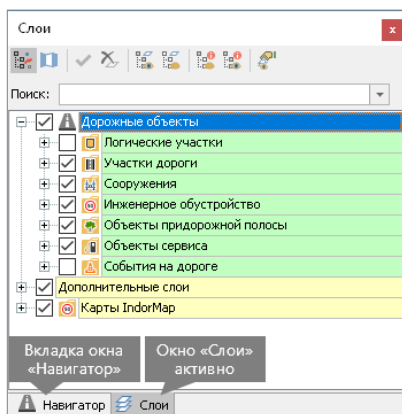 Слои
Поиск:
Дорожные объекты
Логические участки
Участки дороги
Сооружения
Инженерное обустройство
Объекты придорожной полосы
Объекты сервиса
События на дороге
Дополнительные слои
Карты IndorMap
Вкладка окна
«Навигатор»
Окно «Слои»
активно
Навигатор
Слои